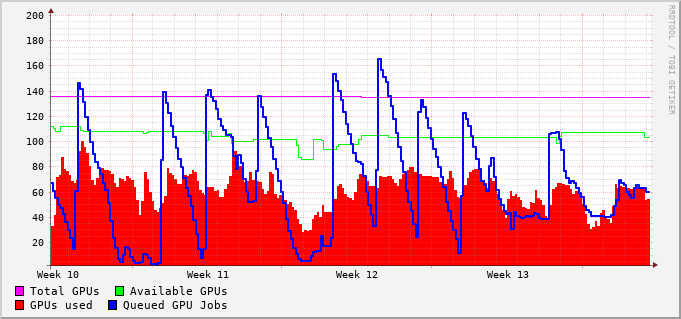 200
180
160
140
120
100
80
60
40
20
Week 10 Week 11 Week 12 Week 13
Total GPUs Available GPUs
GPUs used Queued GPU Jobs
RRDTOOL / TOBI OETIKER